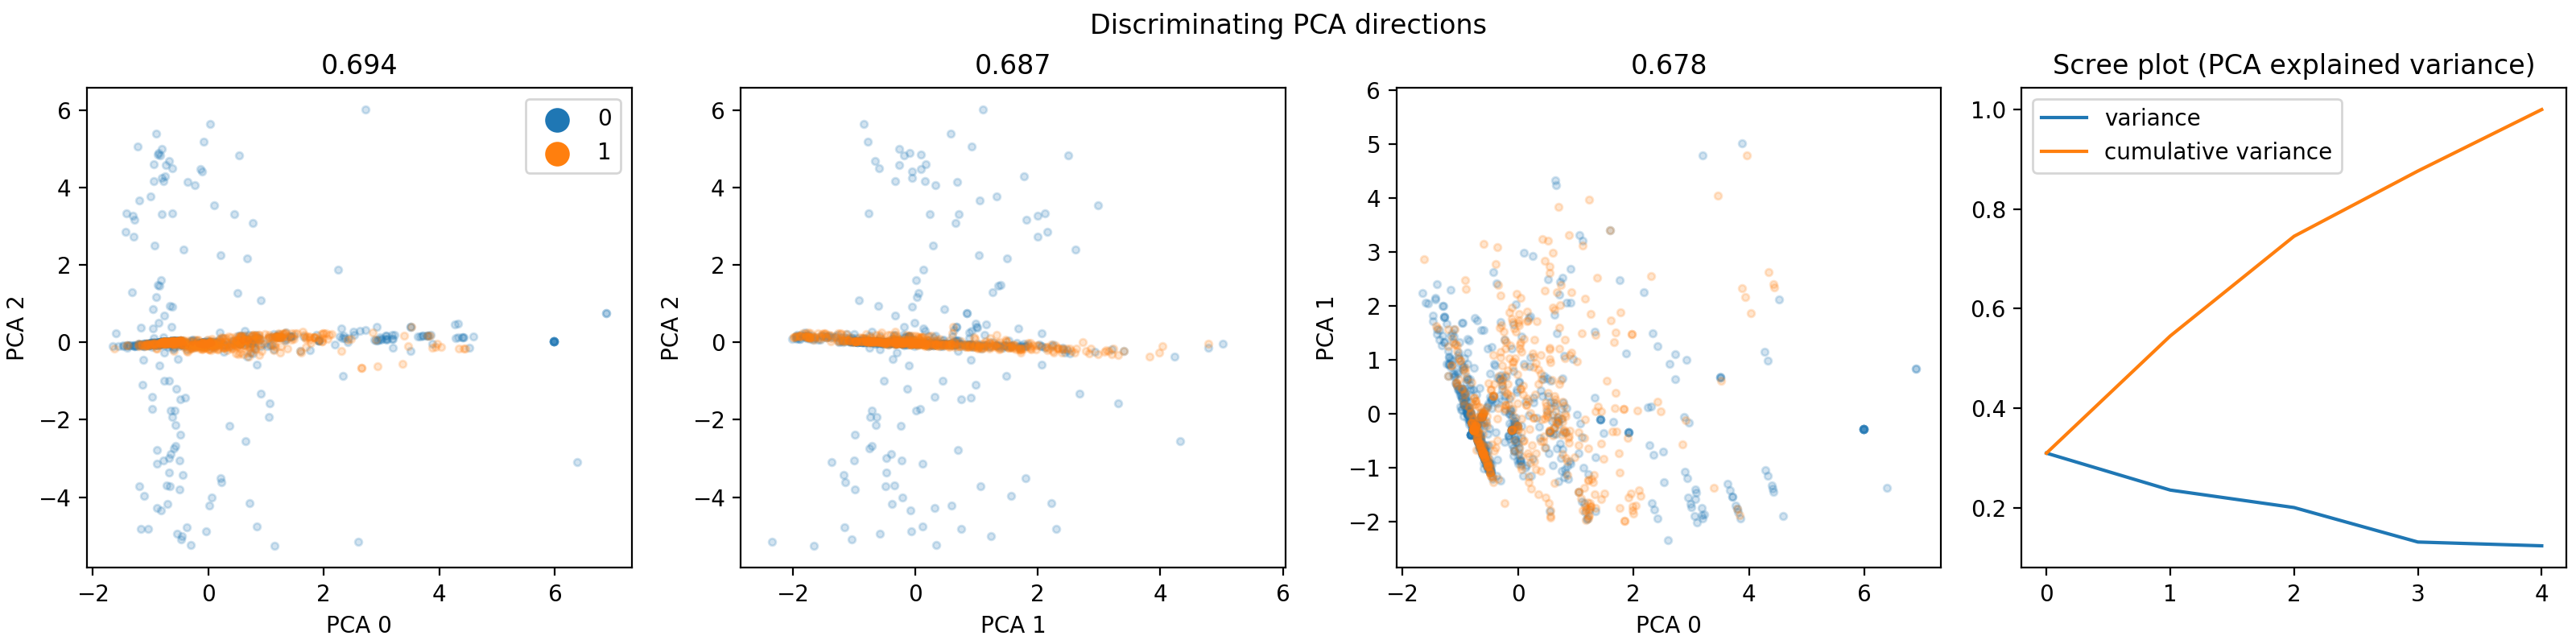 Discriminating PCA directions
0.694
6
4
2
0
−2
−4
PCA 2
−2 0 2 4 6
PCA 0
0
1
0.687
6
4
2
0
−2
−4
PCA 2
−2 0 2 4 6
PCA 1
0.678
6
5
4
3
2
1
0
−1
−2
PCA 1
−2 0 2 4 6
PCA 0
Scree plot (PCA explained variance)
variance
cumulative variance
1.0
0.8
0.6
0.4
0.2
0 1 2 3 4